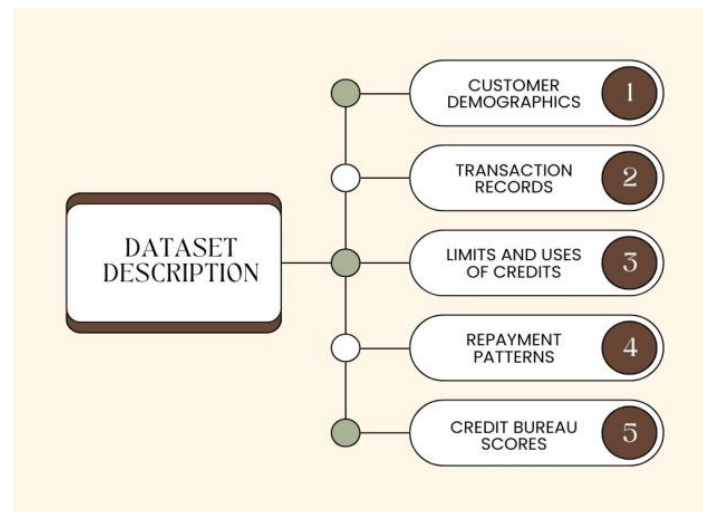 DATASET
DESCRIPTION
CUSTOMER
DEMOGRAPHICS
1
TRANSACTION
RECORDS
2
LIMITS AND USES
OF CREDITS
3
REPAYMENT
PATTERNS
4
CREDIT BUREAU
SCORES
5